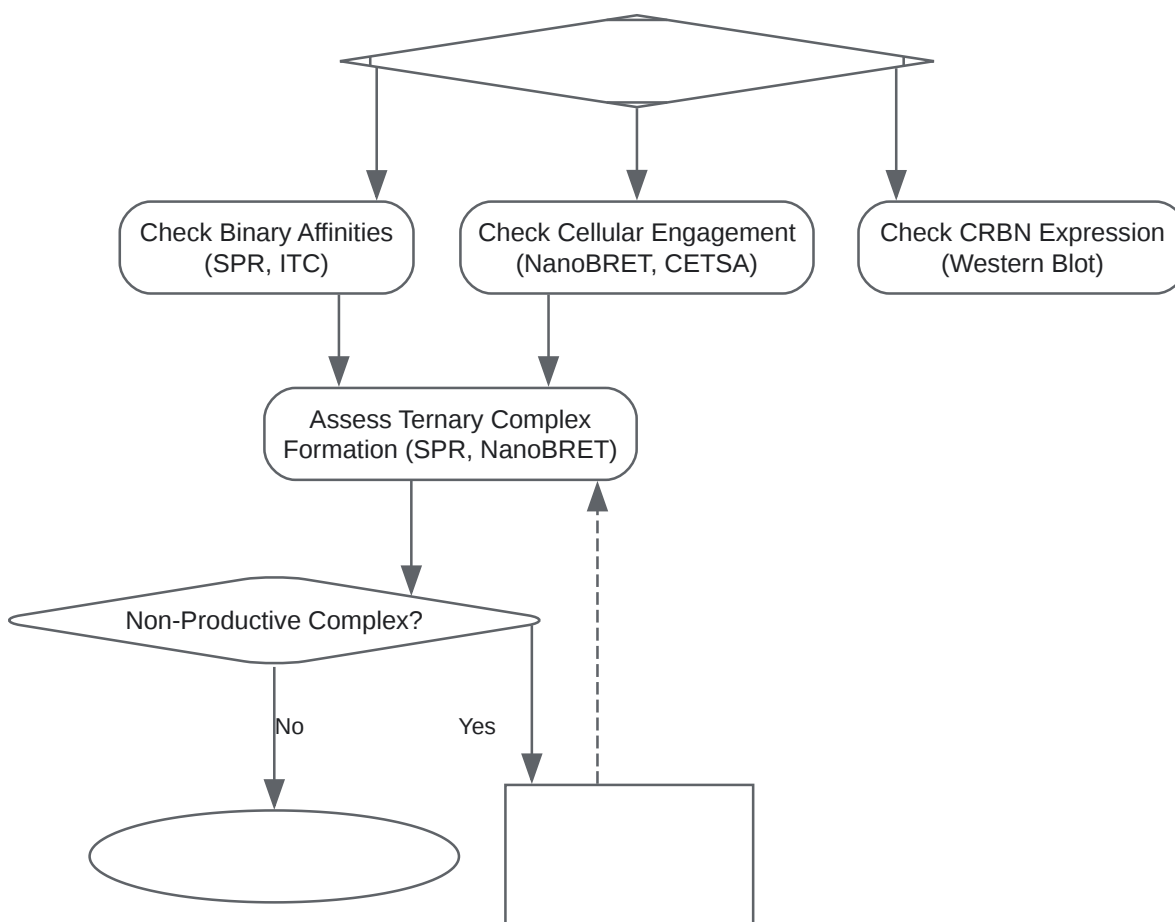 Check Binary Affinities
(SPR, ITC)
Check Cellular Engagement
(NanoBRET, CETSA)
Check CRBN Expression
(Western Blot)
Assess Ternary Complex
Formation (SPR, NanoBRET)
Non-Productive Complex?
No
Yes